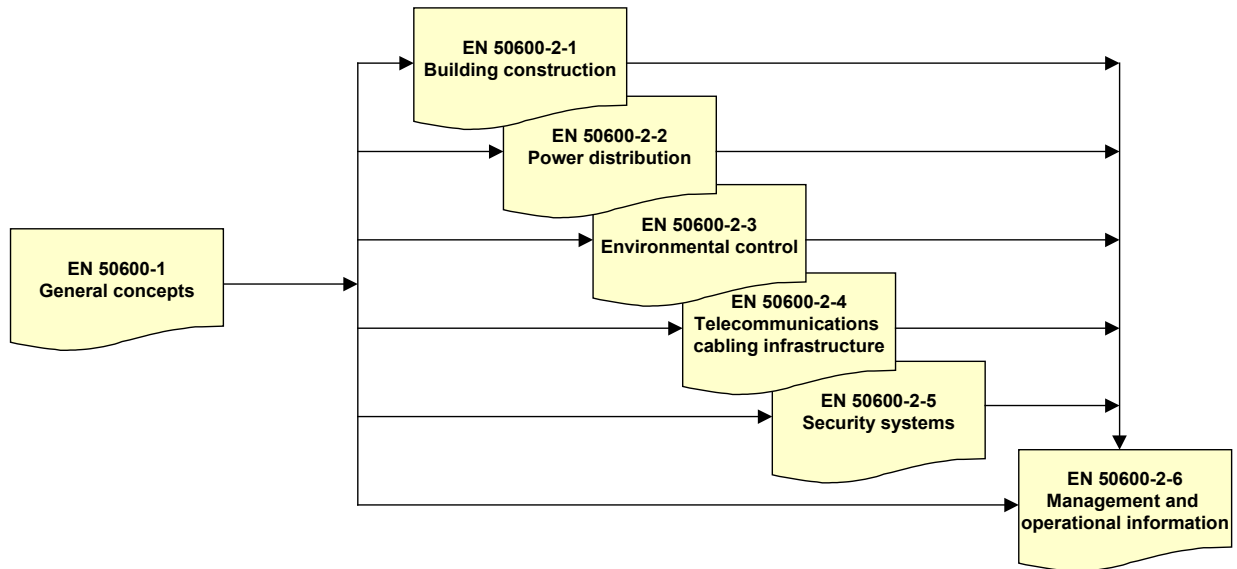 EN 50600-2-1
Building construction
EN 50600-2-2
Power distribution
EN 50600-2-3
Environmental control
EN 50600-1
General concepts
EN 50600-2-4
Telecommunications
cabling infrastructure
EN 50600-2-5
Security systems
EN 50600-2-6
Management and
operational information